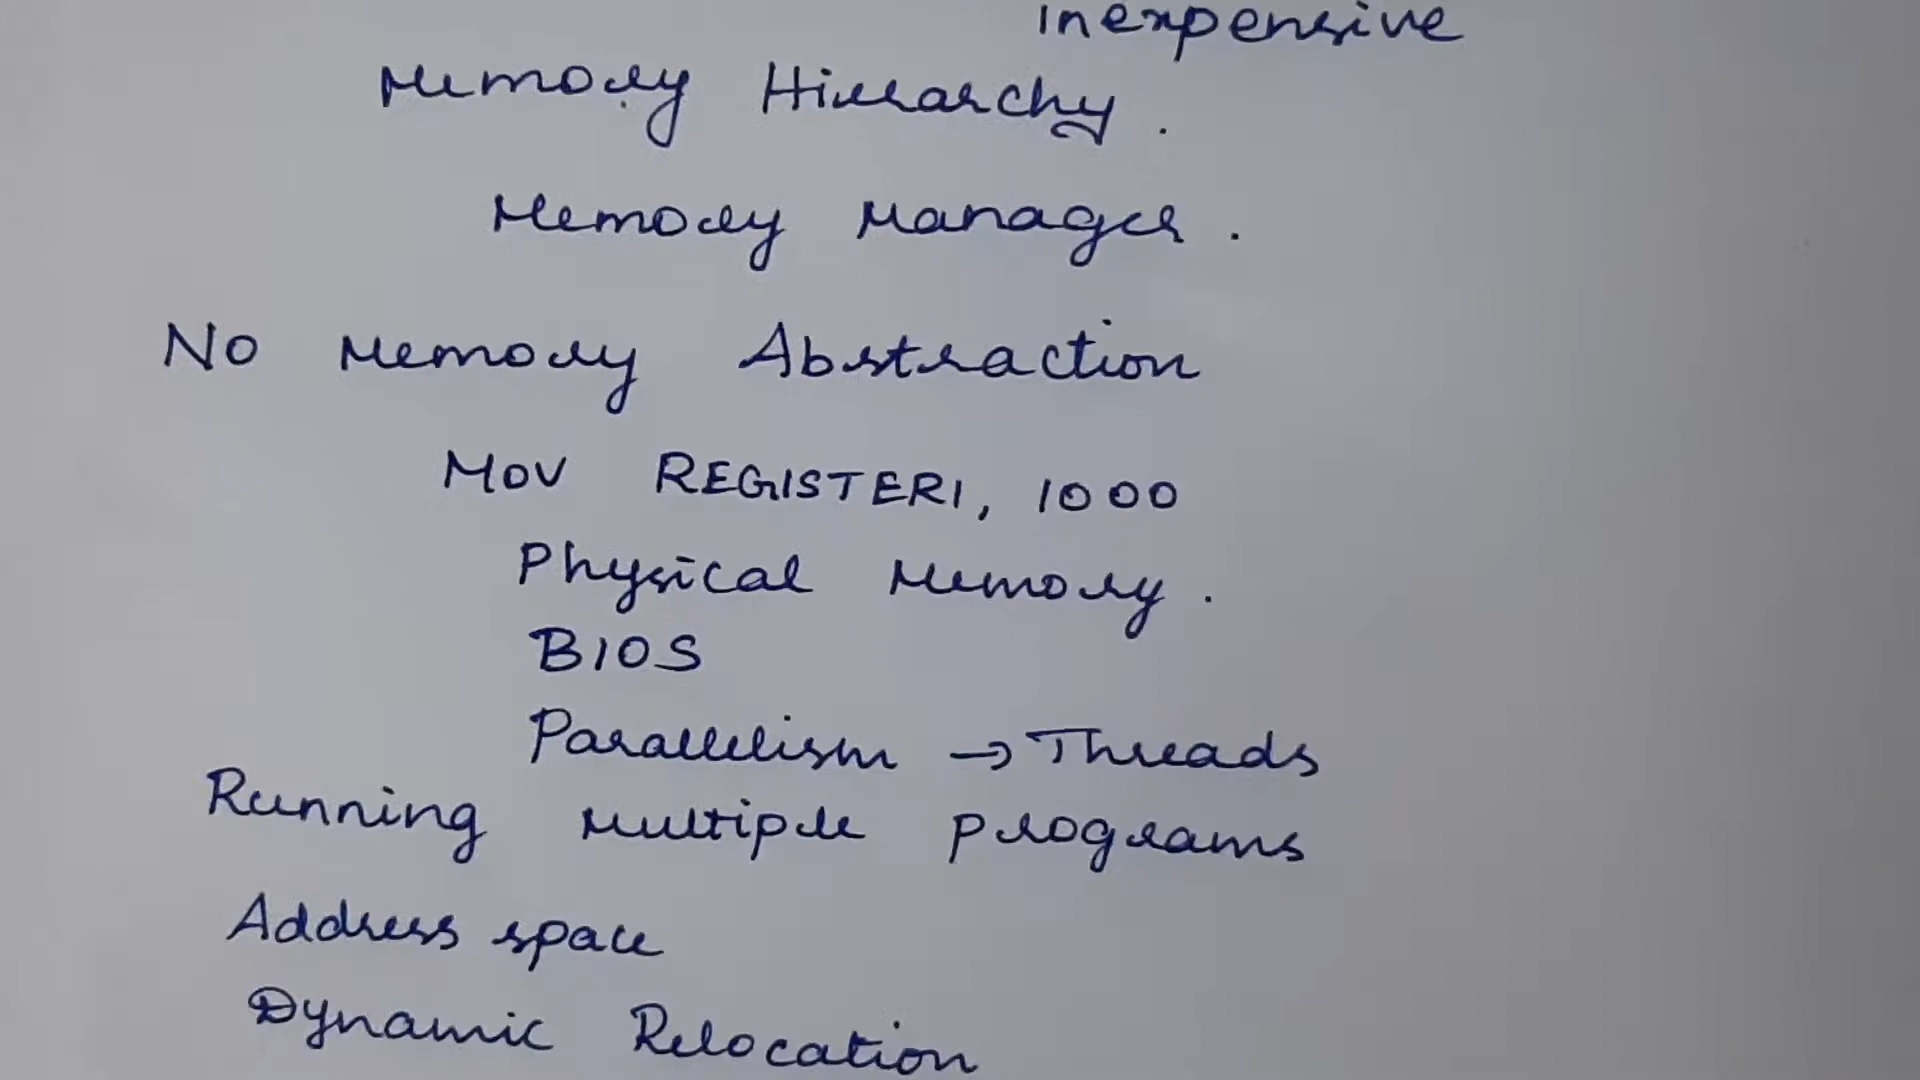 inexpensive
Memory Hierarchy.
Memory Manager.
No Memory Abstraction
MOV REGISTER1, 1000
Physical Memory.
BIOS
Parallelism → Threads
Running multiple programs
Address space
Dynamic Relocation